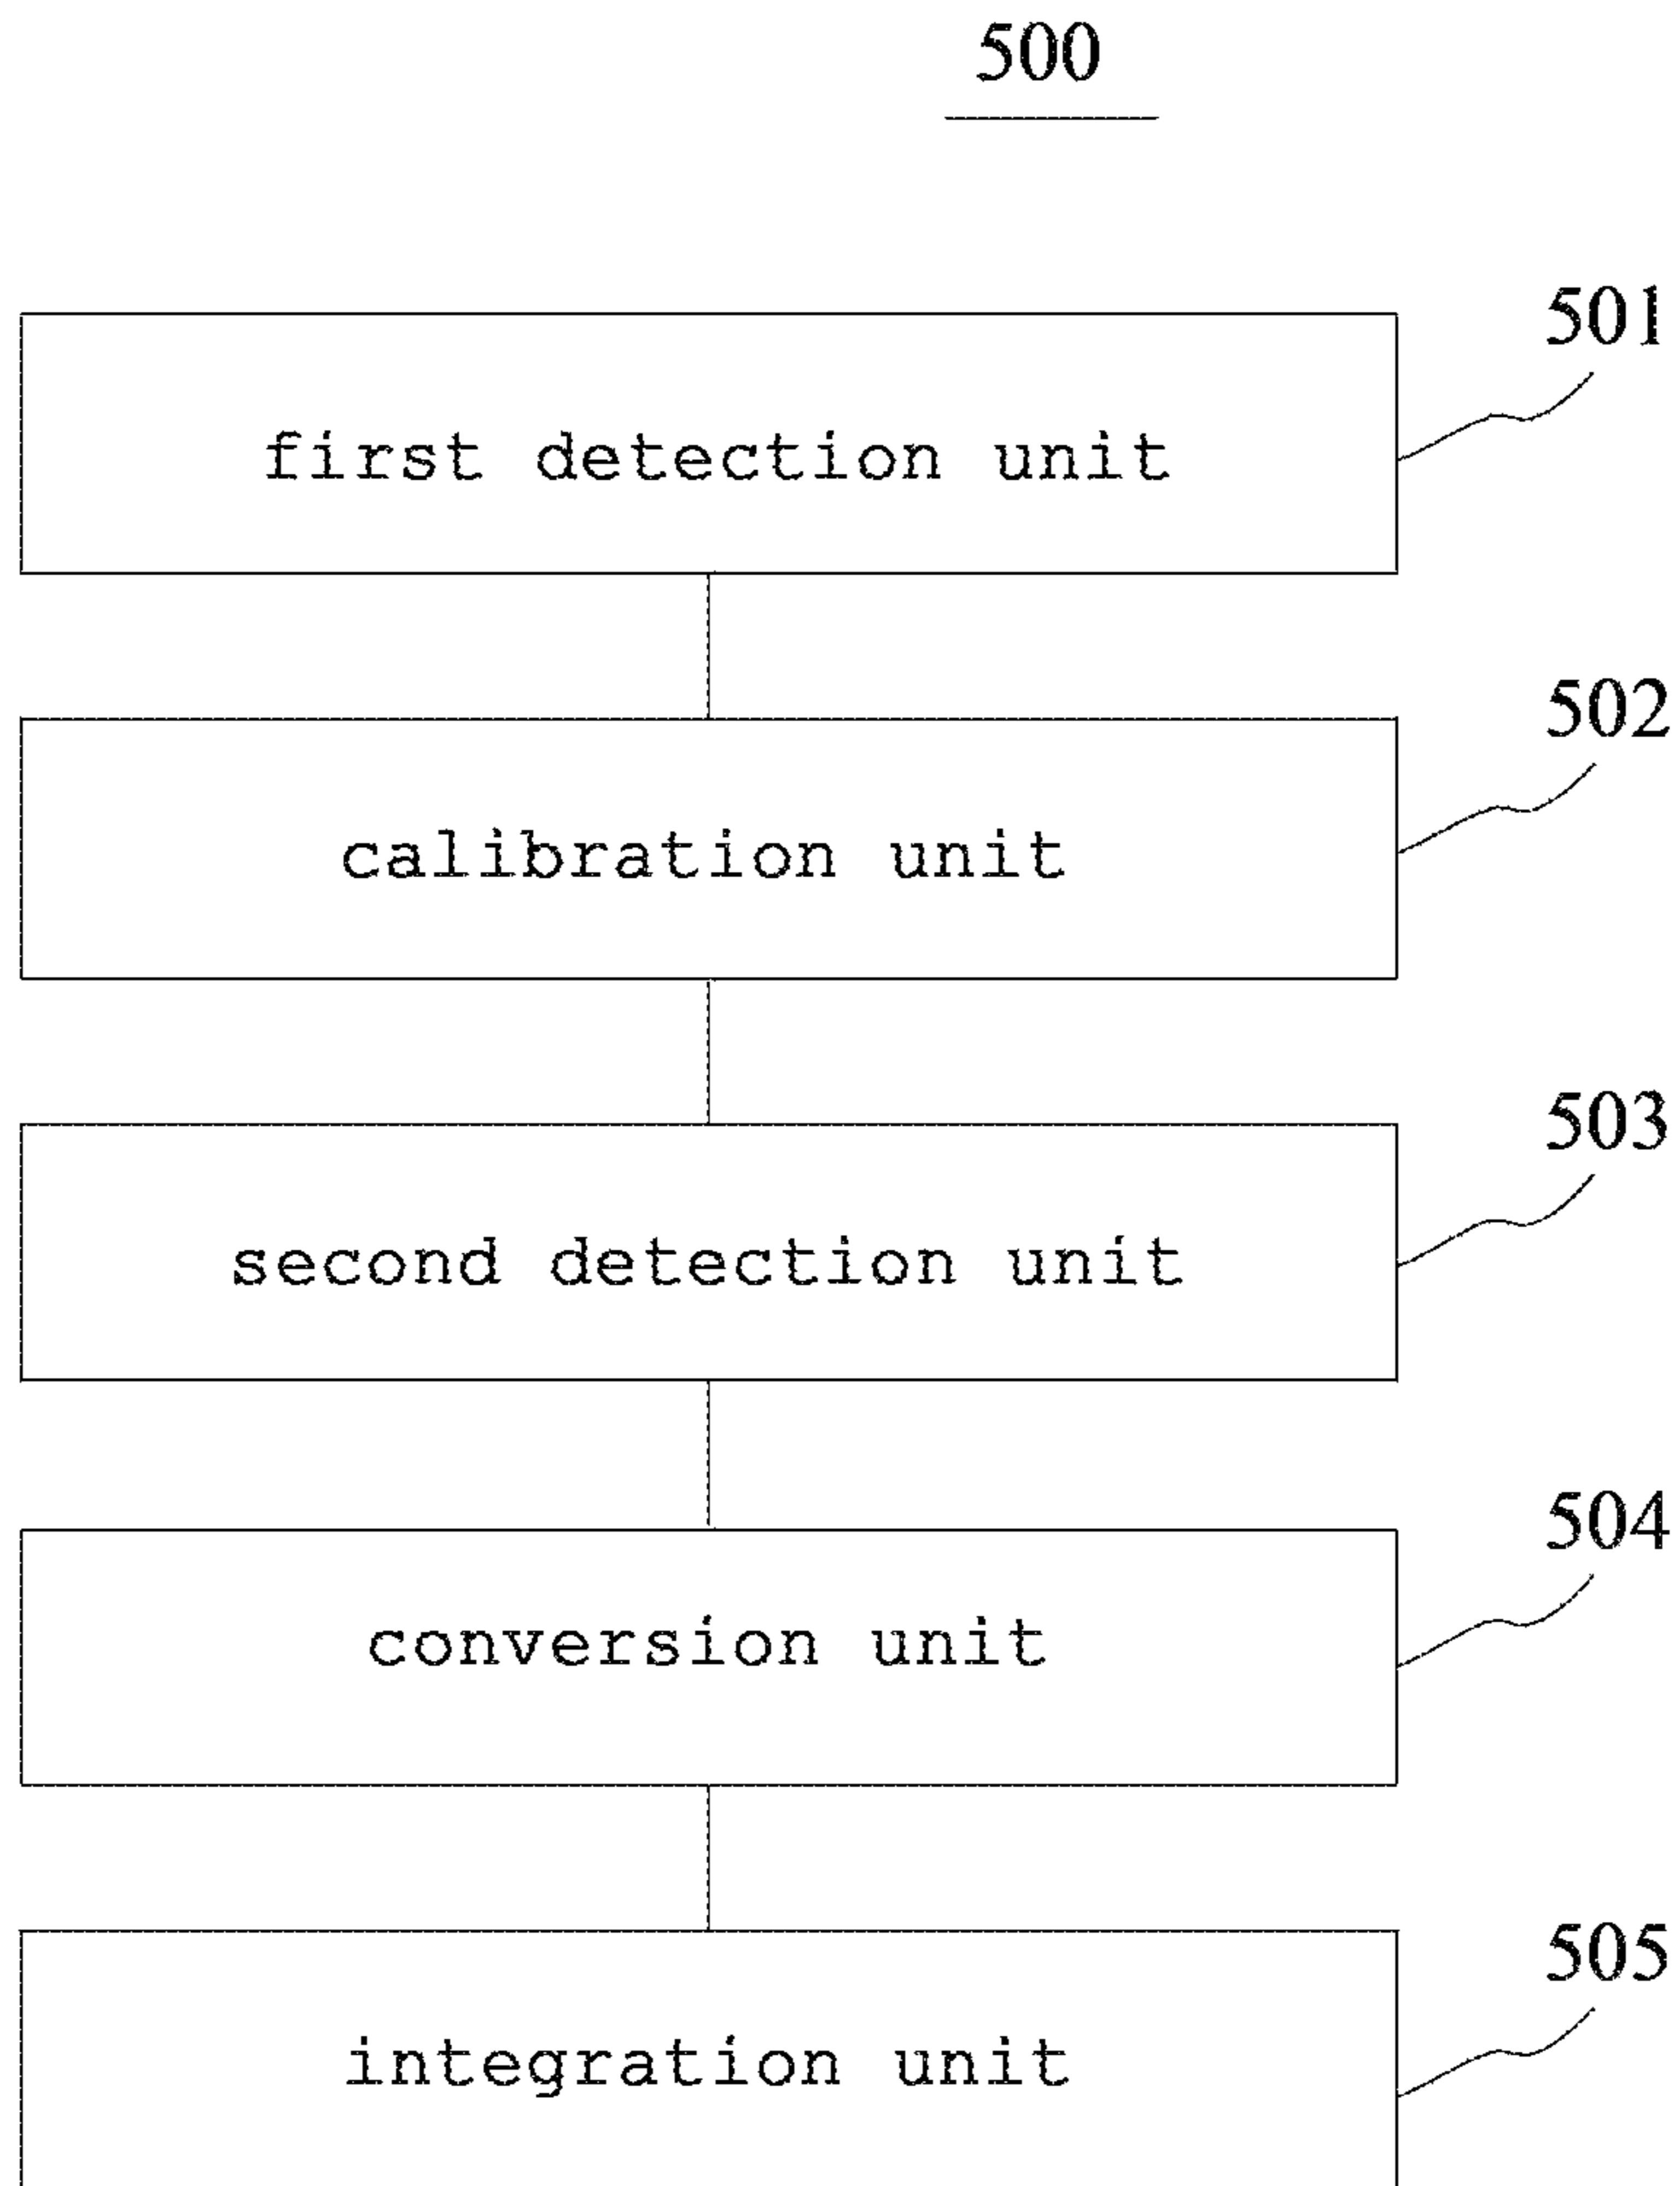 500
501
first detection unit
502
calibration unit
503
second detection unit
504
conversion unit
505
integration unit